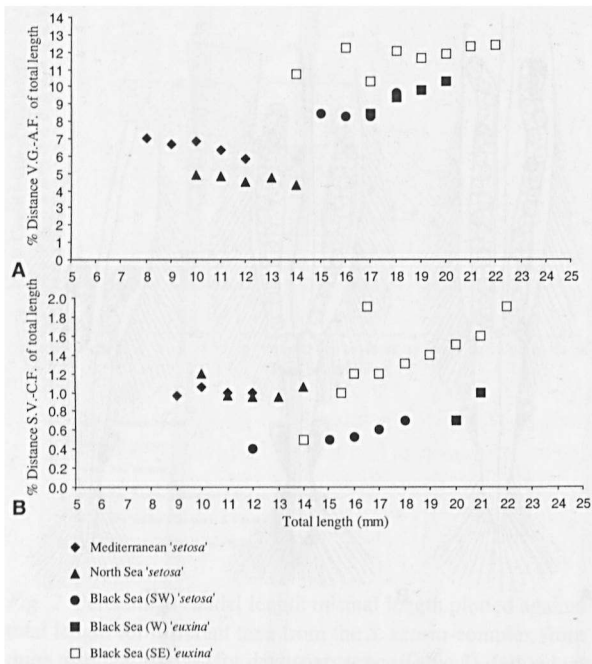 % Distance V.G.-A.F. of total length
14
13
12
11
10
9
8
7
6
5
4
3
2
1
0
5 6 7 8 9 10 11 12 13 14 15 16 17 18 19 20 21 22 23 24 25
A
% Distance S.V.-C.F. of total length
2.0
1.8
1.6
1.4
1.2
1.0
0.8
0.6
0.4
0.2
0.0
5 6 7 8 9 10 11 12 13 14 15 16 17 18 19 20 21 22 23 24 25
B
Total length (mm)
Mediterranean 'setosa'
North Sea 'setosa'
Black Sea (SW) 'setosa'
Black Sea (W) 'euxina'
Black Sea (SE) 'euxina'